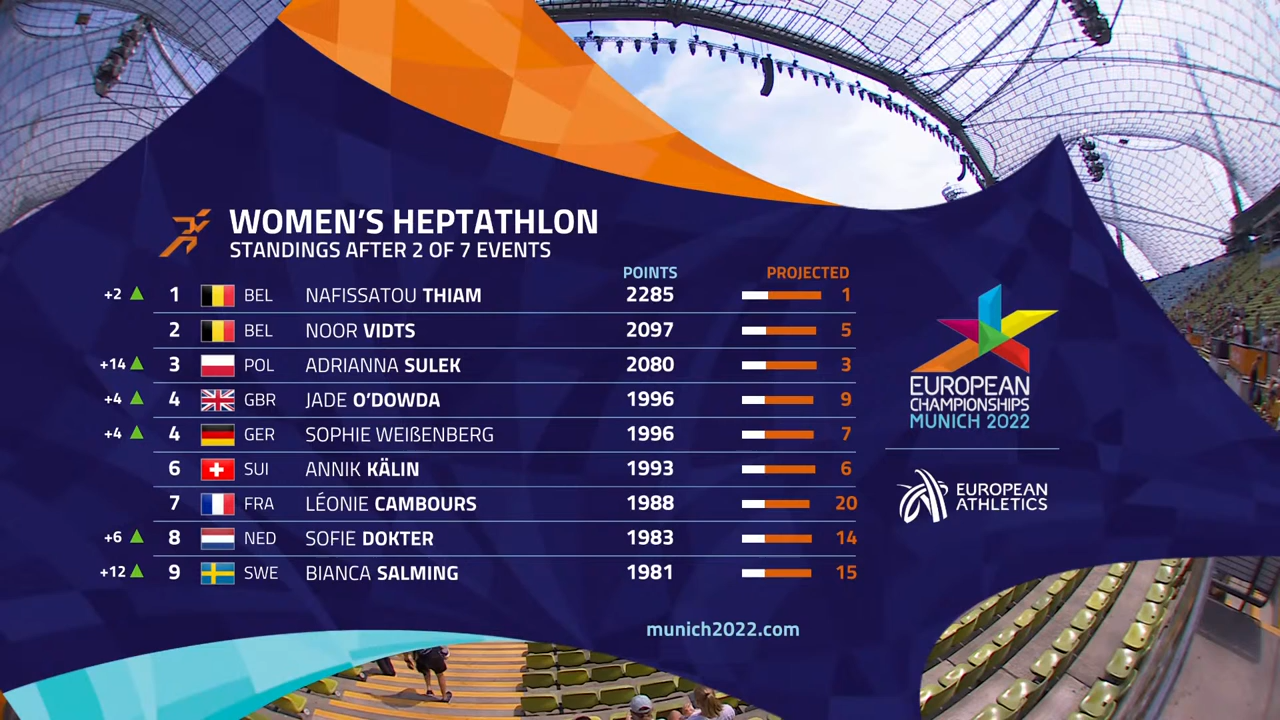 WOMEN'S HEPTATHLON
STANDINGS AFTER 2 OF 7 EVENTS
POINTS PROJECTED
+2 1 BEL NAFISSATOU THIAM 2285 1
2 BEL NOOR VIDTS 2097 5
+14 3 POL ADRIANNA SULEK 2080 3
+4 4 GBR JADE O'DOWDA 1996 9
+4 4 GER SOPHIE WEIßENBERG 1996 7
6 SUI ANNIK KÄLIN 1993 6
7 FRA LÉONIE CAMBOURS 1988 20
+6 8 NED SOFIE DOKTER 1983 14
+12 9 SWE BIANCA SALMING 1981 15
munich2022.com
EUROPEAN
CHAMPIONSHIPS
MUNICH 2022
EUROPEAN
ATHLETICS